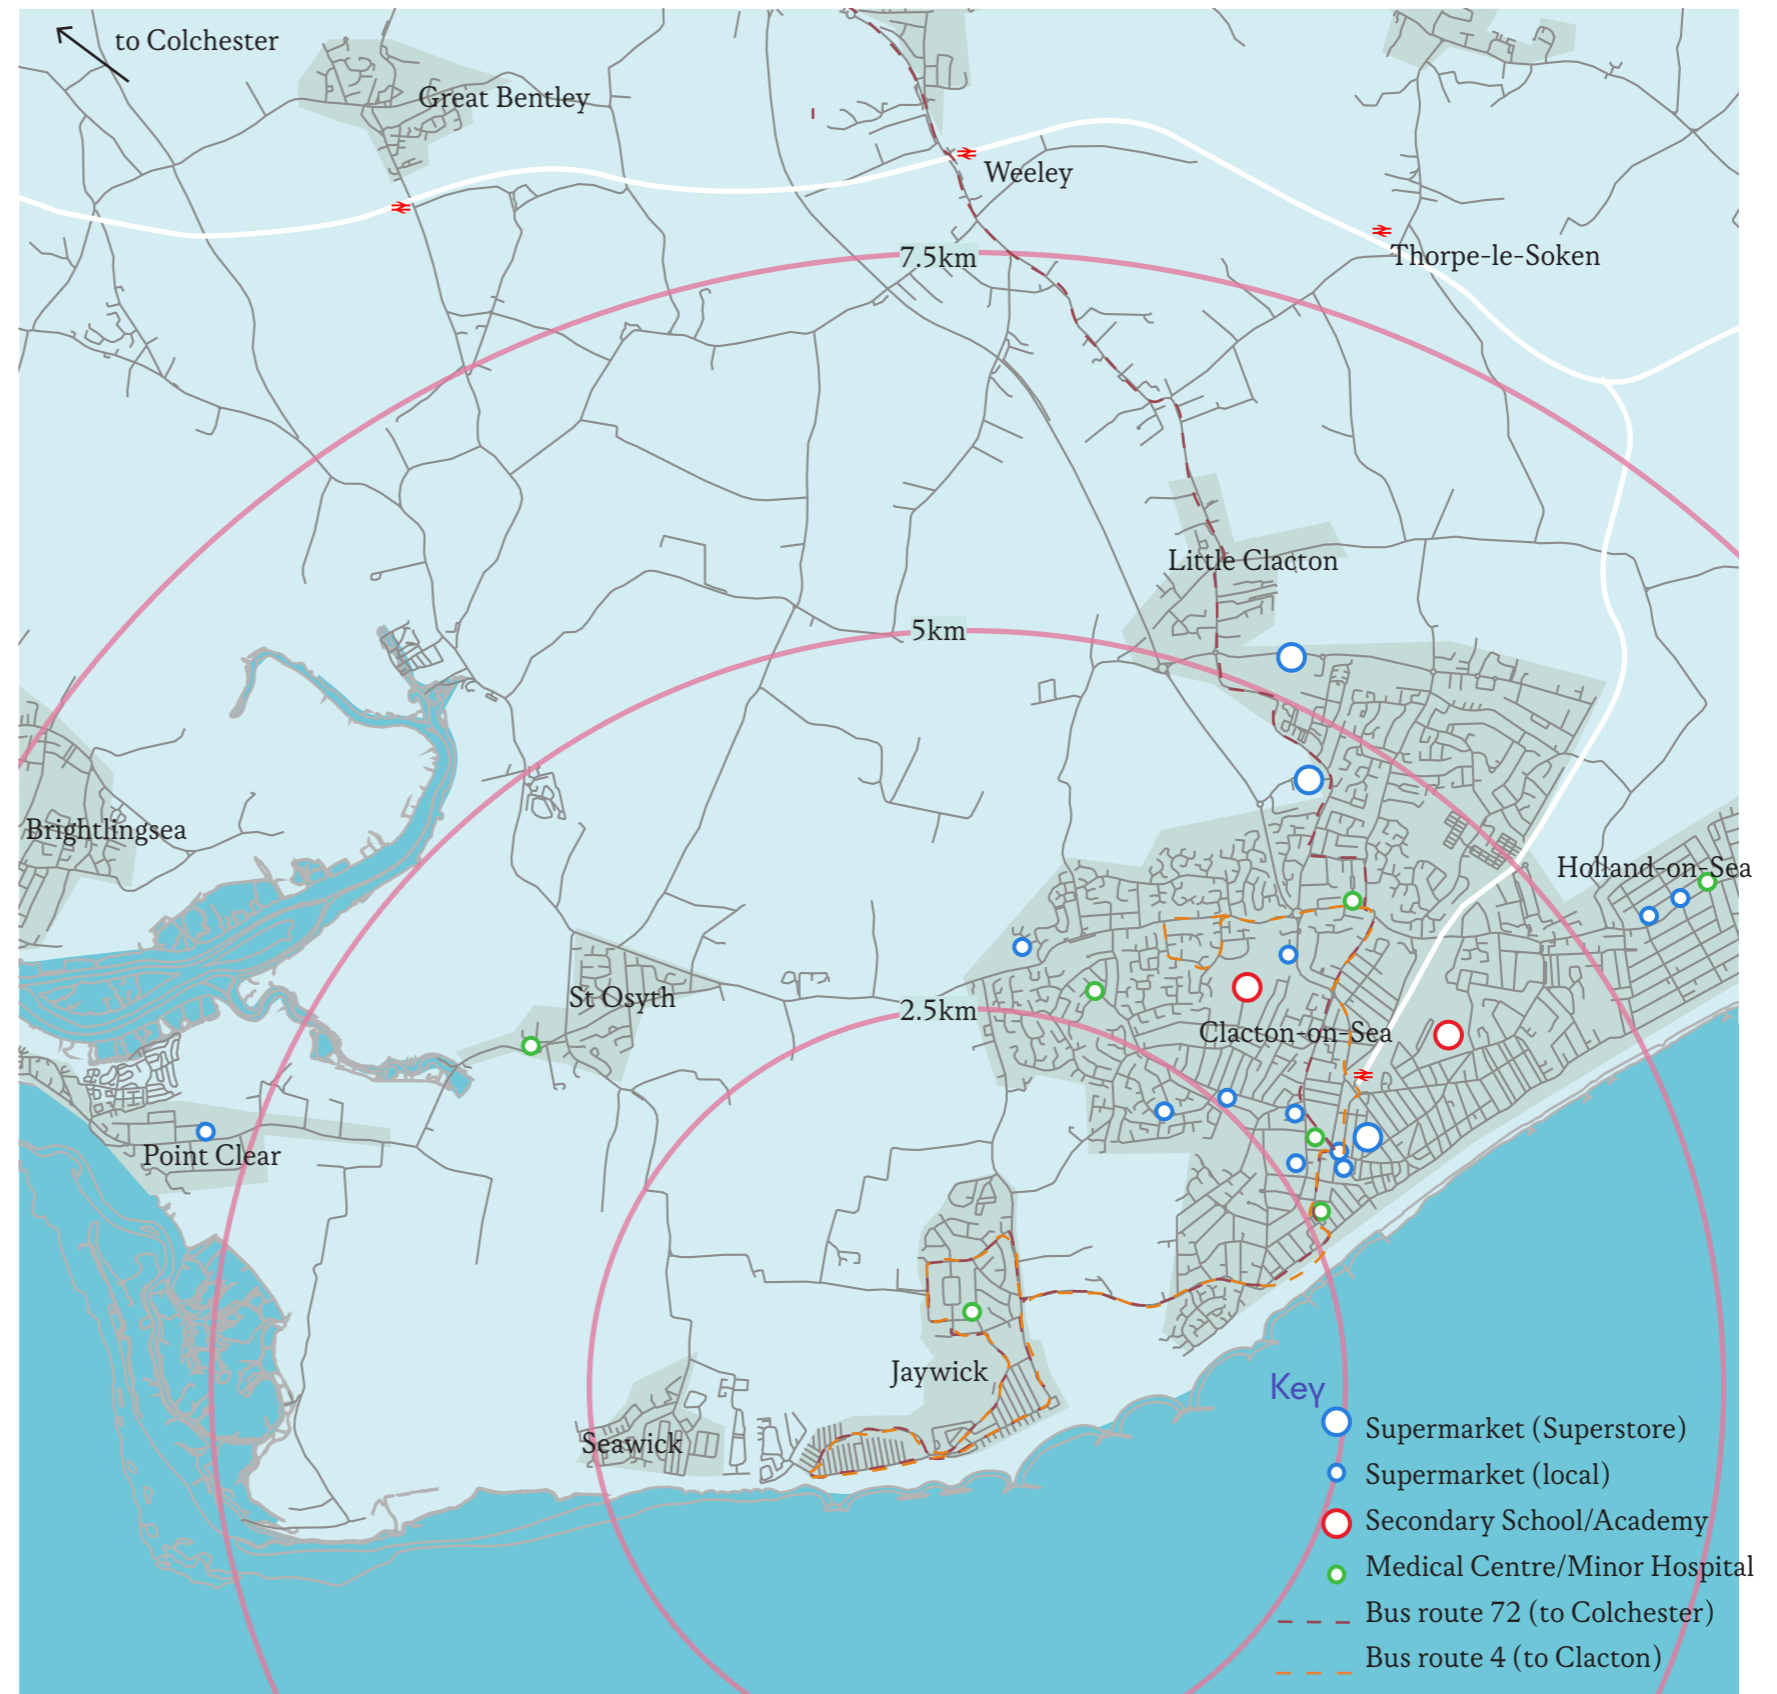 to Colchester
Great Bentley
Weeley
Thorpe-le-Soken
7.5km
Little Clacton
5km
Brightlingsea
Holland-on-Sea
St Osyth
2.5km
Clacton-on-Sea
Point Clear
Jaywick
Seawick
Key
Supermarket (Superstore)
Supermarket (local)
Secondary School/Academy
Medical Centre/Minor Hospital
Bus route 72 (to Colchester)
Bus route 4 (to Clacton)